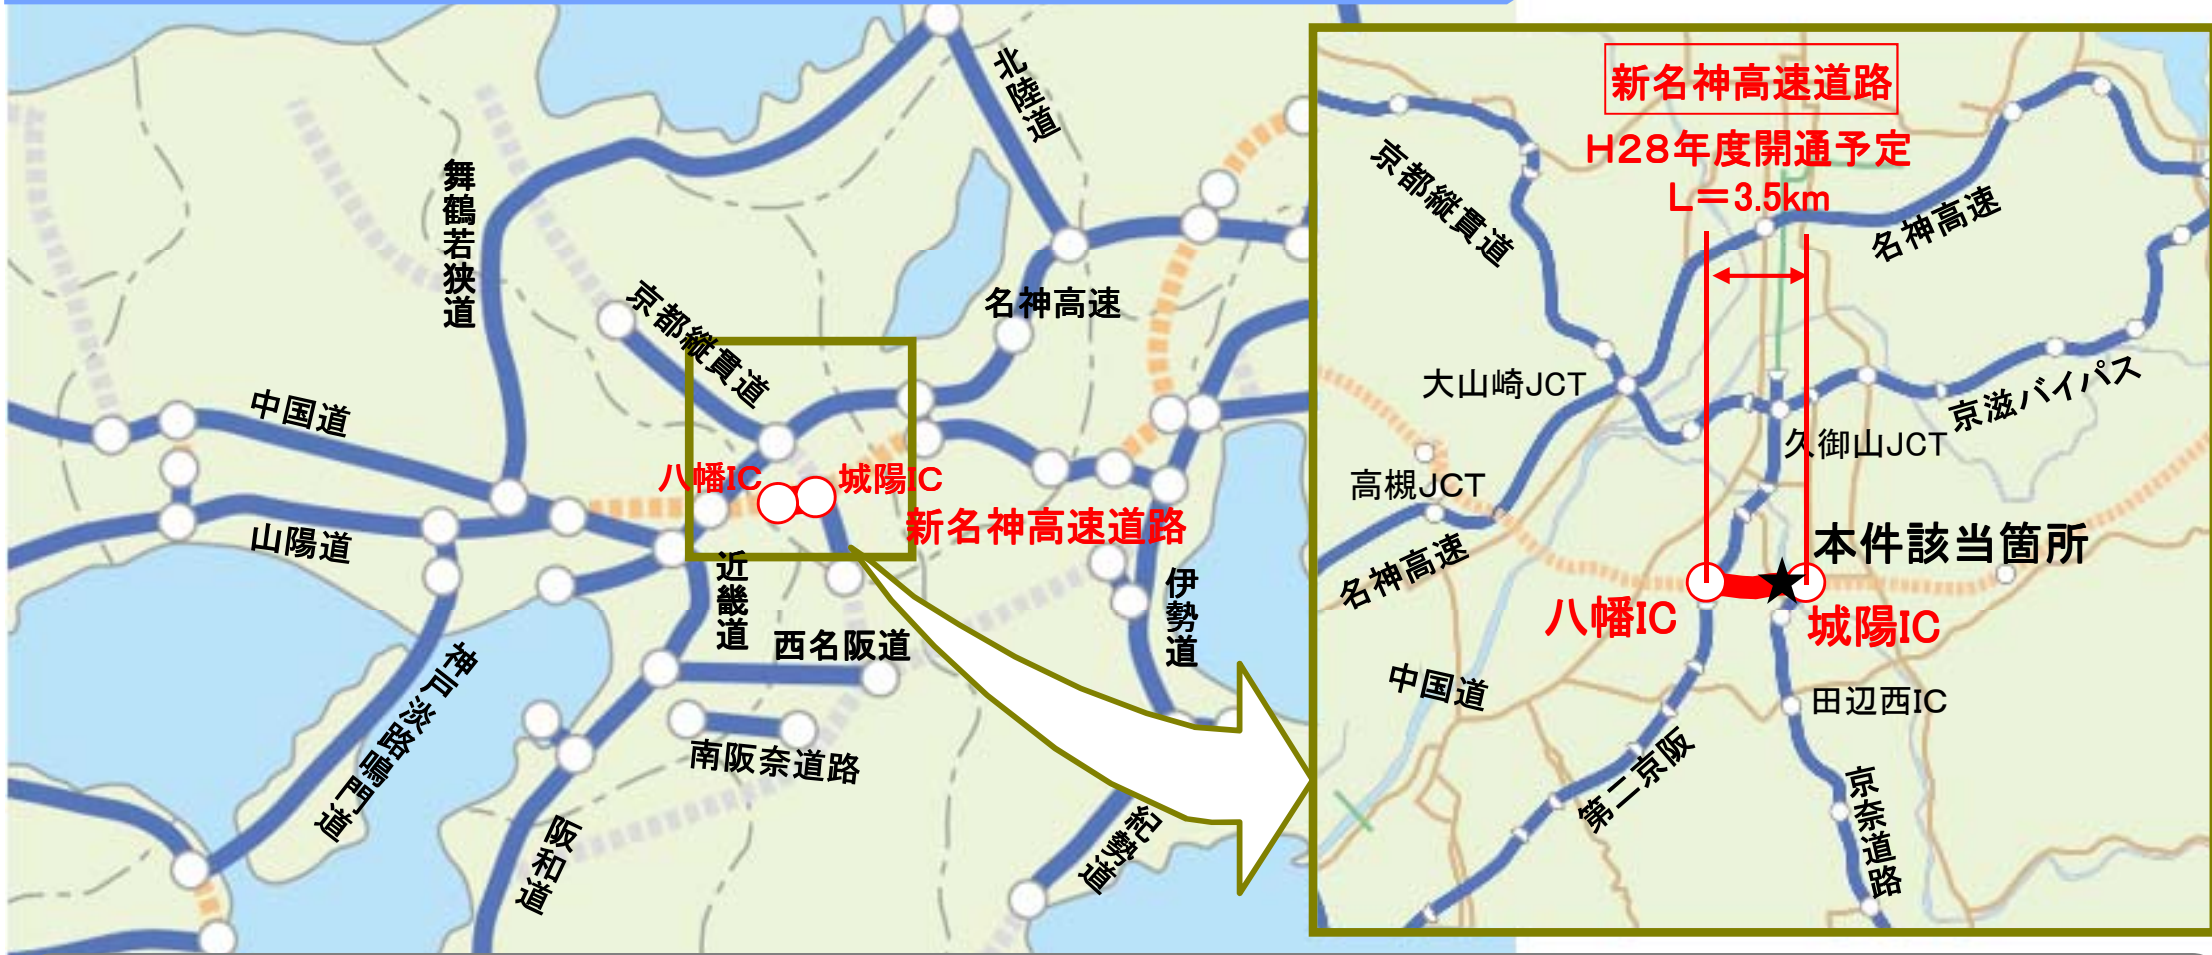 北陸道
舞鶴若狭道
京都縦貫道
名神高速
中国道
八幡IC
城陽IC
新名神高速道路
山陽道
近畿道
伊勢道
西名阪道
神戸淡路鳴門道
南阪奈道路
阪和道
紀勢道
新名神高速道路
H28年度開通予定
L=3.5km
京都縦貫道
名神高速
大山崎JCT
京滋バイパス
久御山JCT
高槻JCT
本件該当箇所
名神高速
八幡IC
城陽IC
中国道
田辺西IC
第二京阪
京奈道路